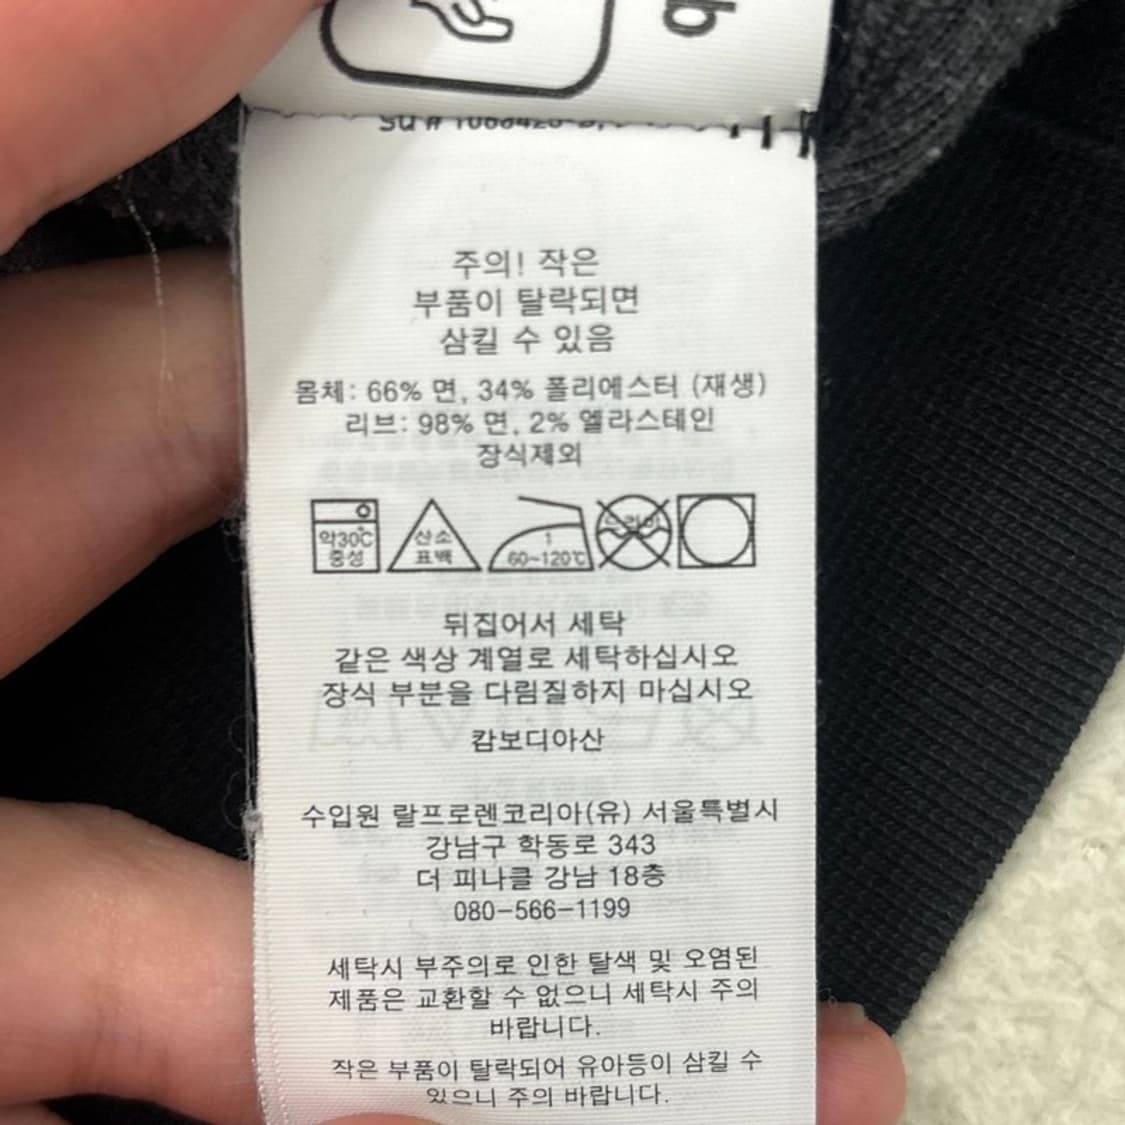 주의! 작은
부품이 탈락되면
삼킬 수 있음
몸체: 66% 면, 34% 폴리에스터 (재생)
리브: 98% 면, 2% 엘라스테인
장식제외
약30℃
중성
산소
표백
1
60~120℃
드라이
뒤집어서 세탁
같은 색상 계열로 세탁하십시오
장식 부분을 다림질하지 마십시오
캄보디아산
수입원 랄프로렌코리아(유) 서울특별시
강남구 학동로 343
더 피나클 강남 18층
080-566-1199
세탁시 부주의로 인한 탈색 및 오염된
제품은 교환할 수 없으니 세탁시 주의
바랍니다.
작은 부품이 탈락되어 유아등이 삼킬 수
있으니 주의 바랍니다.